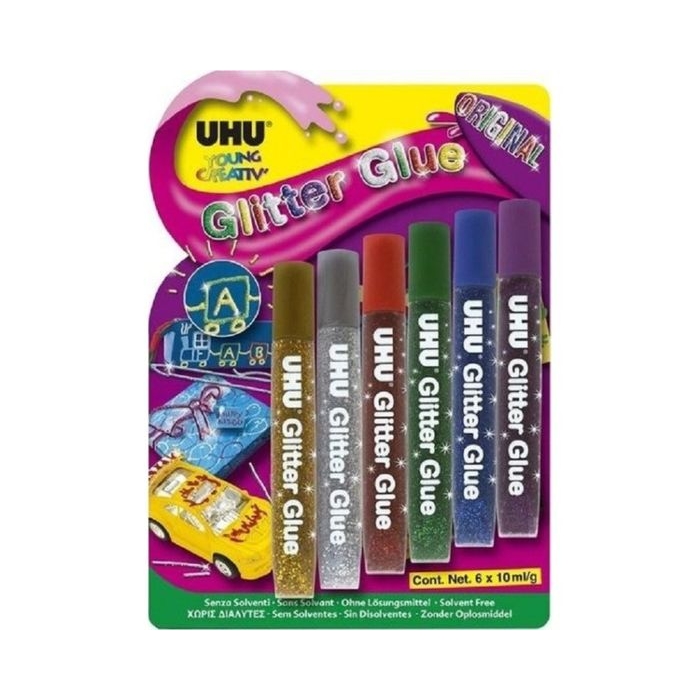 UHU®
YOUNG
CREATIV'
Glitter Glue
ORIGINAL
A
A B
UHU Glitter Glue
UHU Glitter Glue
UHU Glitter Glue
UHU Glitter Glue
UHU Glitter Glue
UHU Glitter Glue
Cont. Net. 6 x 10 ml/g
Senza Solventi · Sans Solvant · Ohne Lösungsmittel · Solvent Free
ΧΩΡΙΣ ΔΙΑΛΥΤΕΣ · Sem Solventes · Sin Disolventes · Zonder Oplosmiddel